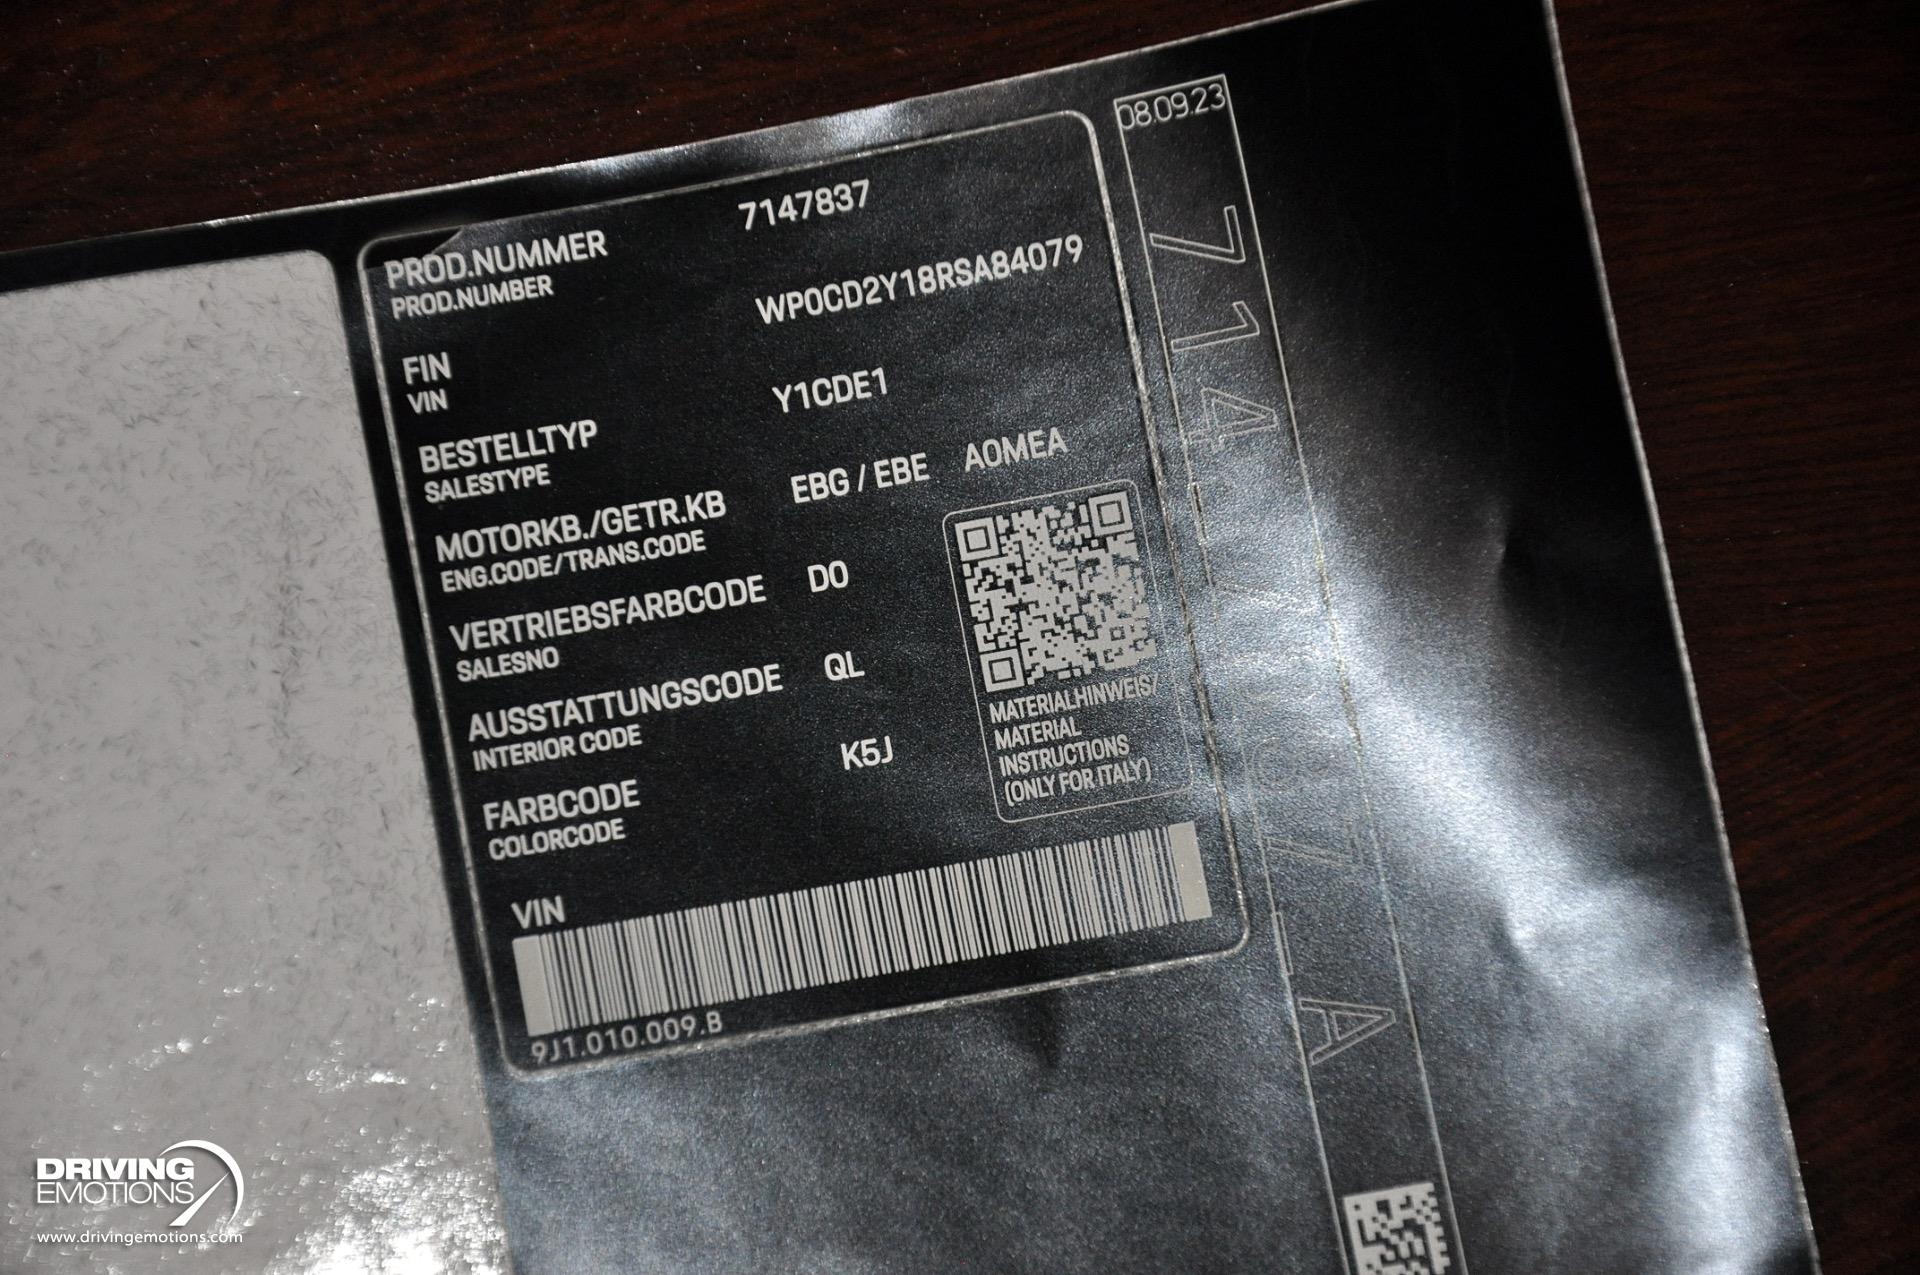 08.09.23
PROD.NUMMER 7147837
PROD.NUMBER
FIN WP0CD2Y18RSA84079
VIN
BESTELLTYP Y1CDE1
SALESTYPE
MOTORKB./GETR.KB EBG / EBE A0MEA
ENG.CODE/TRANS.CODE
VERTRIEBSFARBCODE D0
SALESNO
AUSSTATTUNGSCODE QL
INTERIOR CODE
FARBCODE K5J
COLORCODE
MATERIALHINWEIS/
MATERIAL
INSTRUCTIONS
(ONLY FOR ITALY)
VIN
9J1.010.009.B
DRIVING
EMOTIONS
www.drivingemotions.com